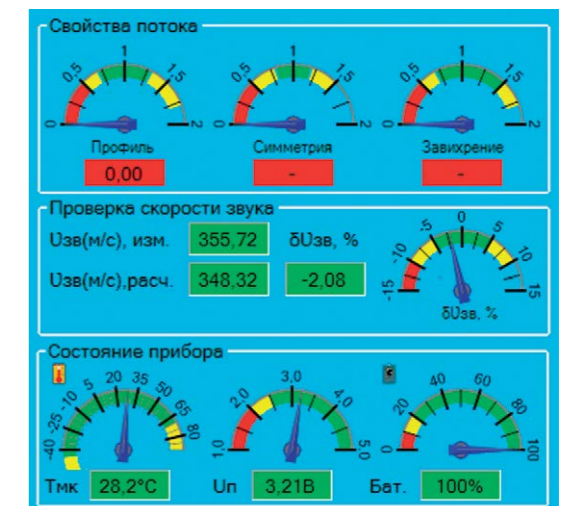 Свойства потока
0 0,5 1 1,5 2
0 0,5 1 1,5 2
0 0,5 1 1,5 2
Профиль Симметрия Завихрение
0,00 - -
Проверка скорости звука
Uзв(м/с), изм. 355,72 δUзв, %
Uзв(м/с),расч. 348,32 -2,08
-15 -10 -5 0 5 10 15
δUзв, %
Состояние прибора
-40 -25 -10 5 20 35 50 65 80
1,0 2,0 3,0 4,0 5,0
0 20 40 60 80 100
Тмк 28,2°C Uп 3,21В Бат. 100%